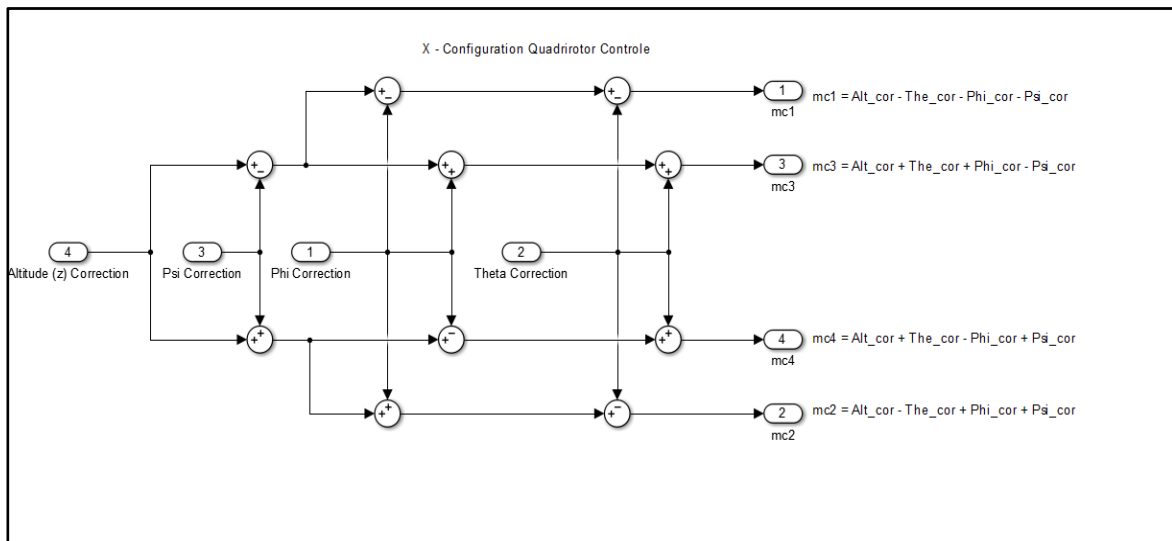 X - Configuration Quadrirotor Controle
1
mc1
mc1 = Alt_cor - The_cor - Phi_cor - Psi_cor
3
mc3
mc3 = Alt_cor + The_cor + Phi_cor - Psi_cor
4
Altitude (z) Correction
3
Psi Correction
1
Phi Correction
2
Theta Correction
4
mc4
mc4 = Alt_cor + The_cor - Phi_cor + Psi_cor
2
mc2
mc2 = Alt_cor - The_cor + Phi_cor + Psi_cor